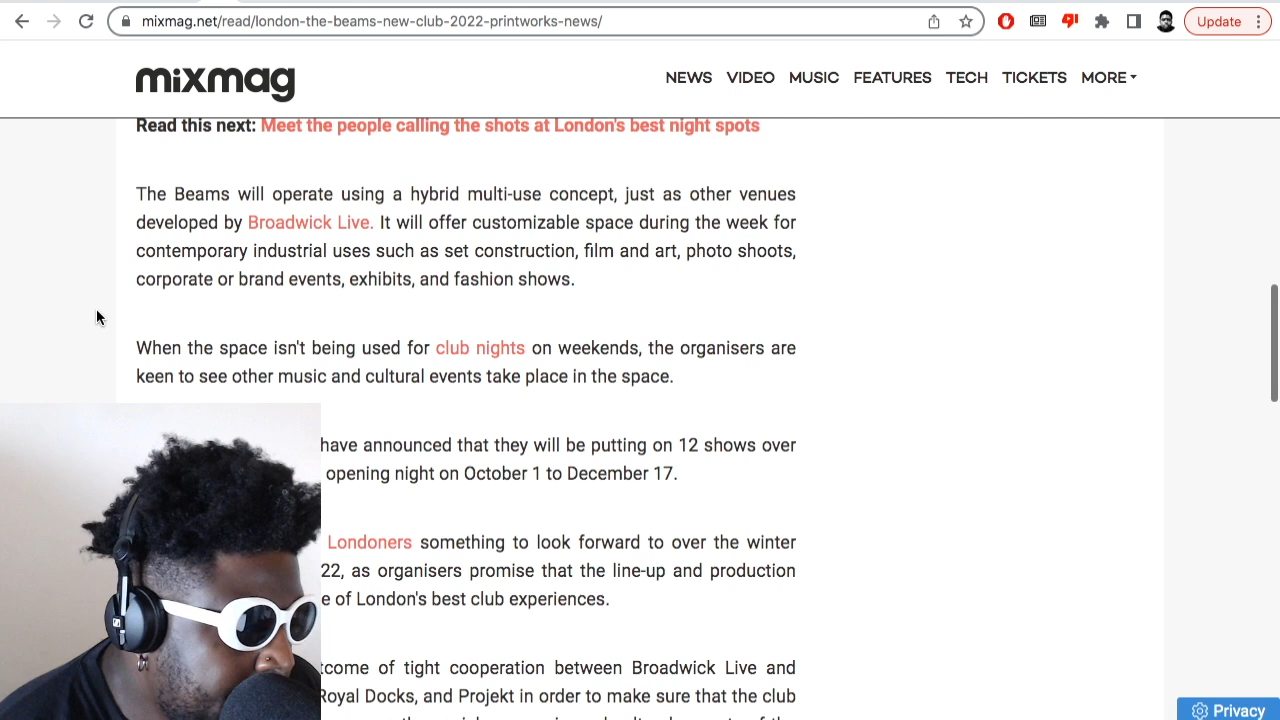 mixmag.net/read/london-the-beams-new-club-2022-printworks-news/
Update
mixmag
NEWS VIDEO MUSIC FEATURES TECH TICKETS MORE
Read this next: Meet the people calling the shots at London's best night spots
The Beams will operate using a hybrid multi-use concept, just as other venues
developed by Broadwick Live. It will offer customizable space during the week for
contemporary industrial uses such as set construction, film and art, photo shoots,
corporate or brand events, exhibits, and fashion shows.
When the space isn't being used for club nights on weekends, the organisers are
keen to see other music and cultural events take place in the space.
have announced that they will be putting on 12 shows over
opening night on October 1 to December 17.
Londoners something to look forward to over the winter
22, as organisers promise that the line-up and production
e of London's best club experiences.
come of tight cooperation between Broadwick Live and
Royal Docks, and Projekt in order to make sure that the club
Privacy